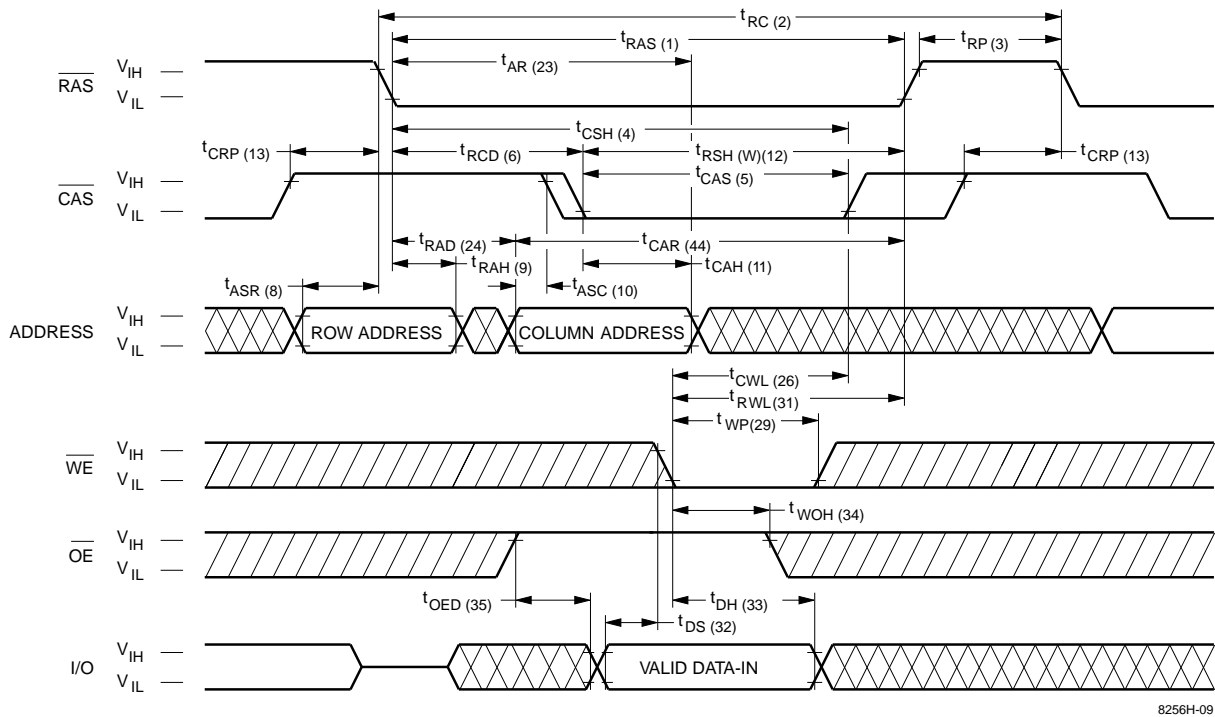 tRC (2)
tRAS (1)
tRP (3)
tAR (23)
RAS
VIH
VIL
tCSH (4)
tCRP (13)
tRCD (6)
tRSH (W)(12)
tCRP (13)
tCAS (5)
CAS
VIH
VIL
tRAD (24)
tCAR (44)
tRAH (9)
tCAH (11)
tASR (8)
tASC (10)
ADDRESS
VIH
VIL
ROW ADDRESS
COLUMN ADDRESS
tCWL (26)
tRWL(31)
tWP(29)
WE
VIH
VIL
tWOH (34)
OE
VIH
VIL
tOED (35)
tDH (33)
tDS (32)
I/O
VIH
VIL
VALID DATA-IN
8256H-09